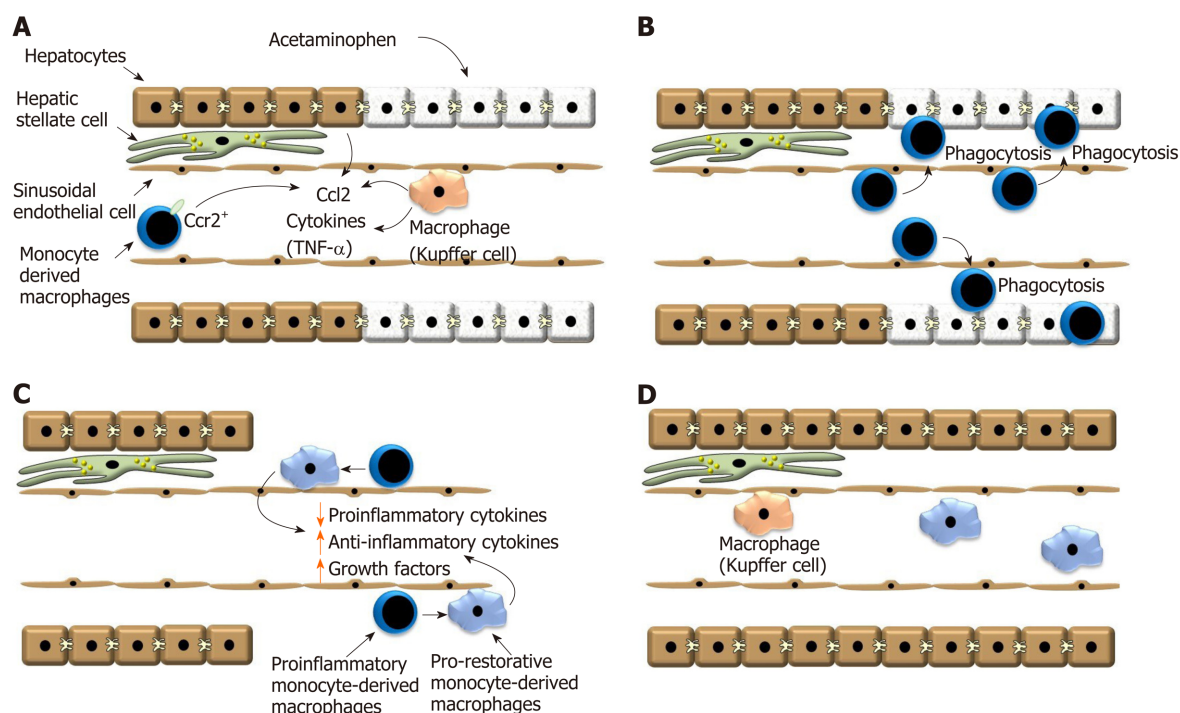 A
Acetaminophen
Hepatocytes
Hepatic
stellate cell
Sinusoidal
endothelial cell
Ccr2+
Monocyte
derived
macrophages
Ccl2
Cytokines
(TNF-α)
Macrophage
(Kupffer cell)
B
Phagocytosis
Phagocytosis
Phagocytosis
C
Proinflammatory cytokines
Anti-inflammatory cytokines
Growth factors
Proinflammatory
monocyte-derived
macrophages
Pro-restorative
monocyte-derived
macrophages
D
Macrophage
(Kupffer cell)